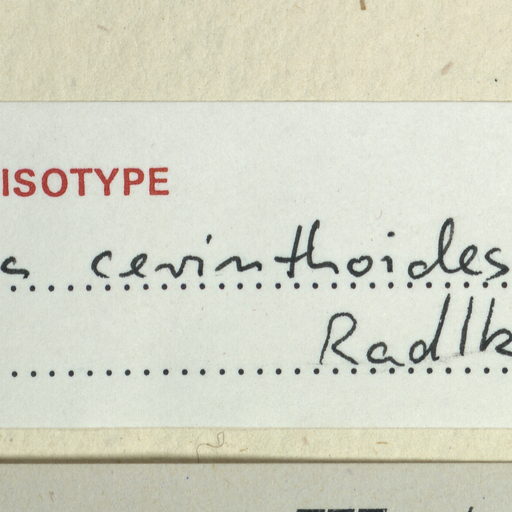 ISOTYPE
a cerinthoides
Radlk